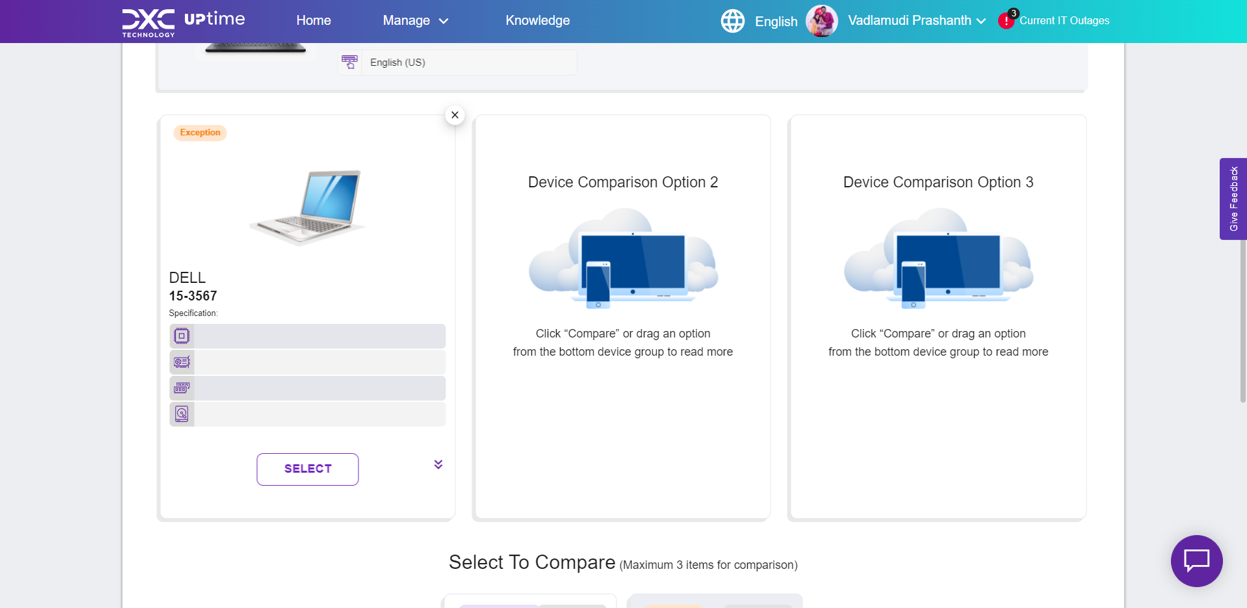 DXC TECHNOLOGY UPtime Home Manage Knowledge English Vadlamudi Prashanth 3 ! Current IT Outages
English (US)
Exception
Device Comparison Option 2
Device Comparison Option 3
Give Feedback
Click “Compare” or drag an option
from the bottom device group to read more
Click “Compare” or drag an option
from the bottom device group to read more
DELL
15-3567
Specification:
SELECT
Select To Compare (Maximum 3 items for comparison)